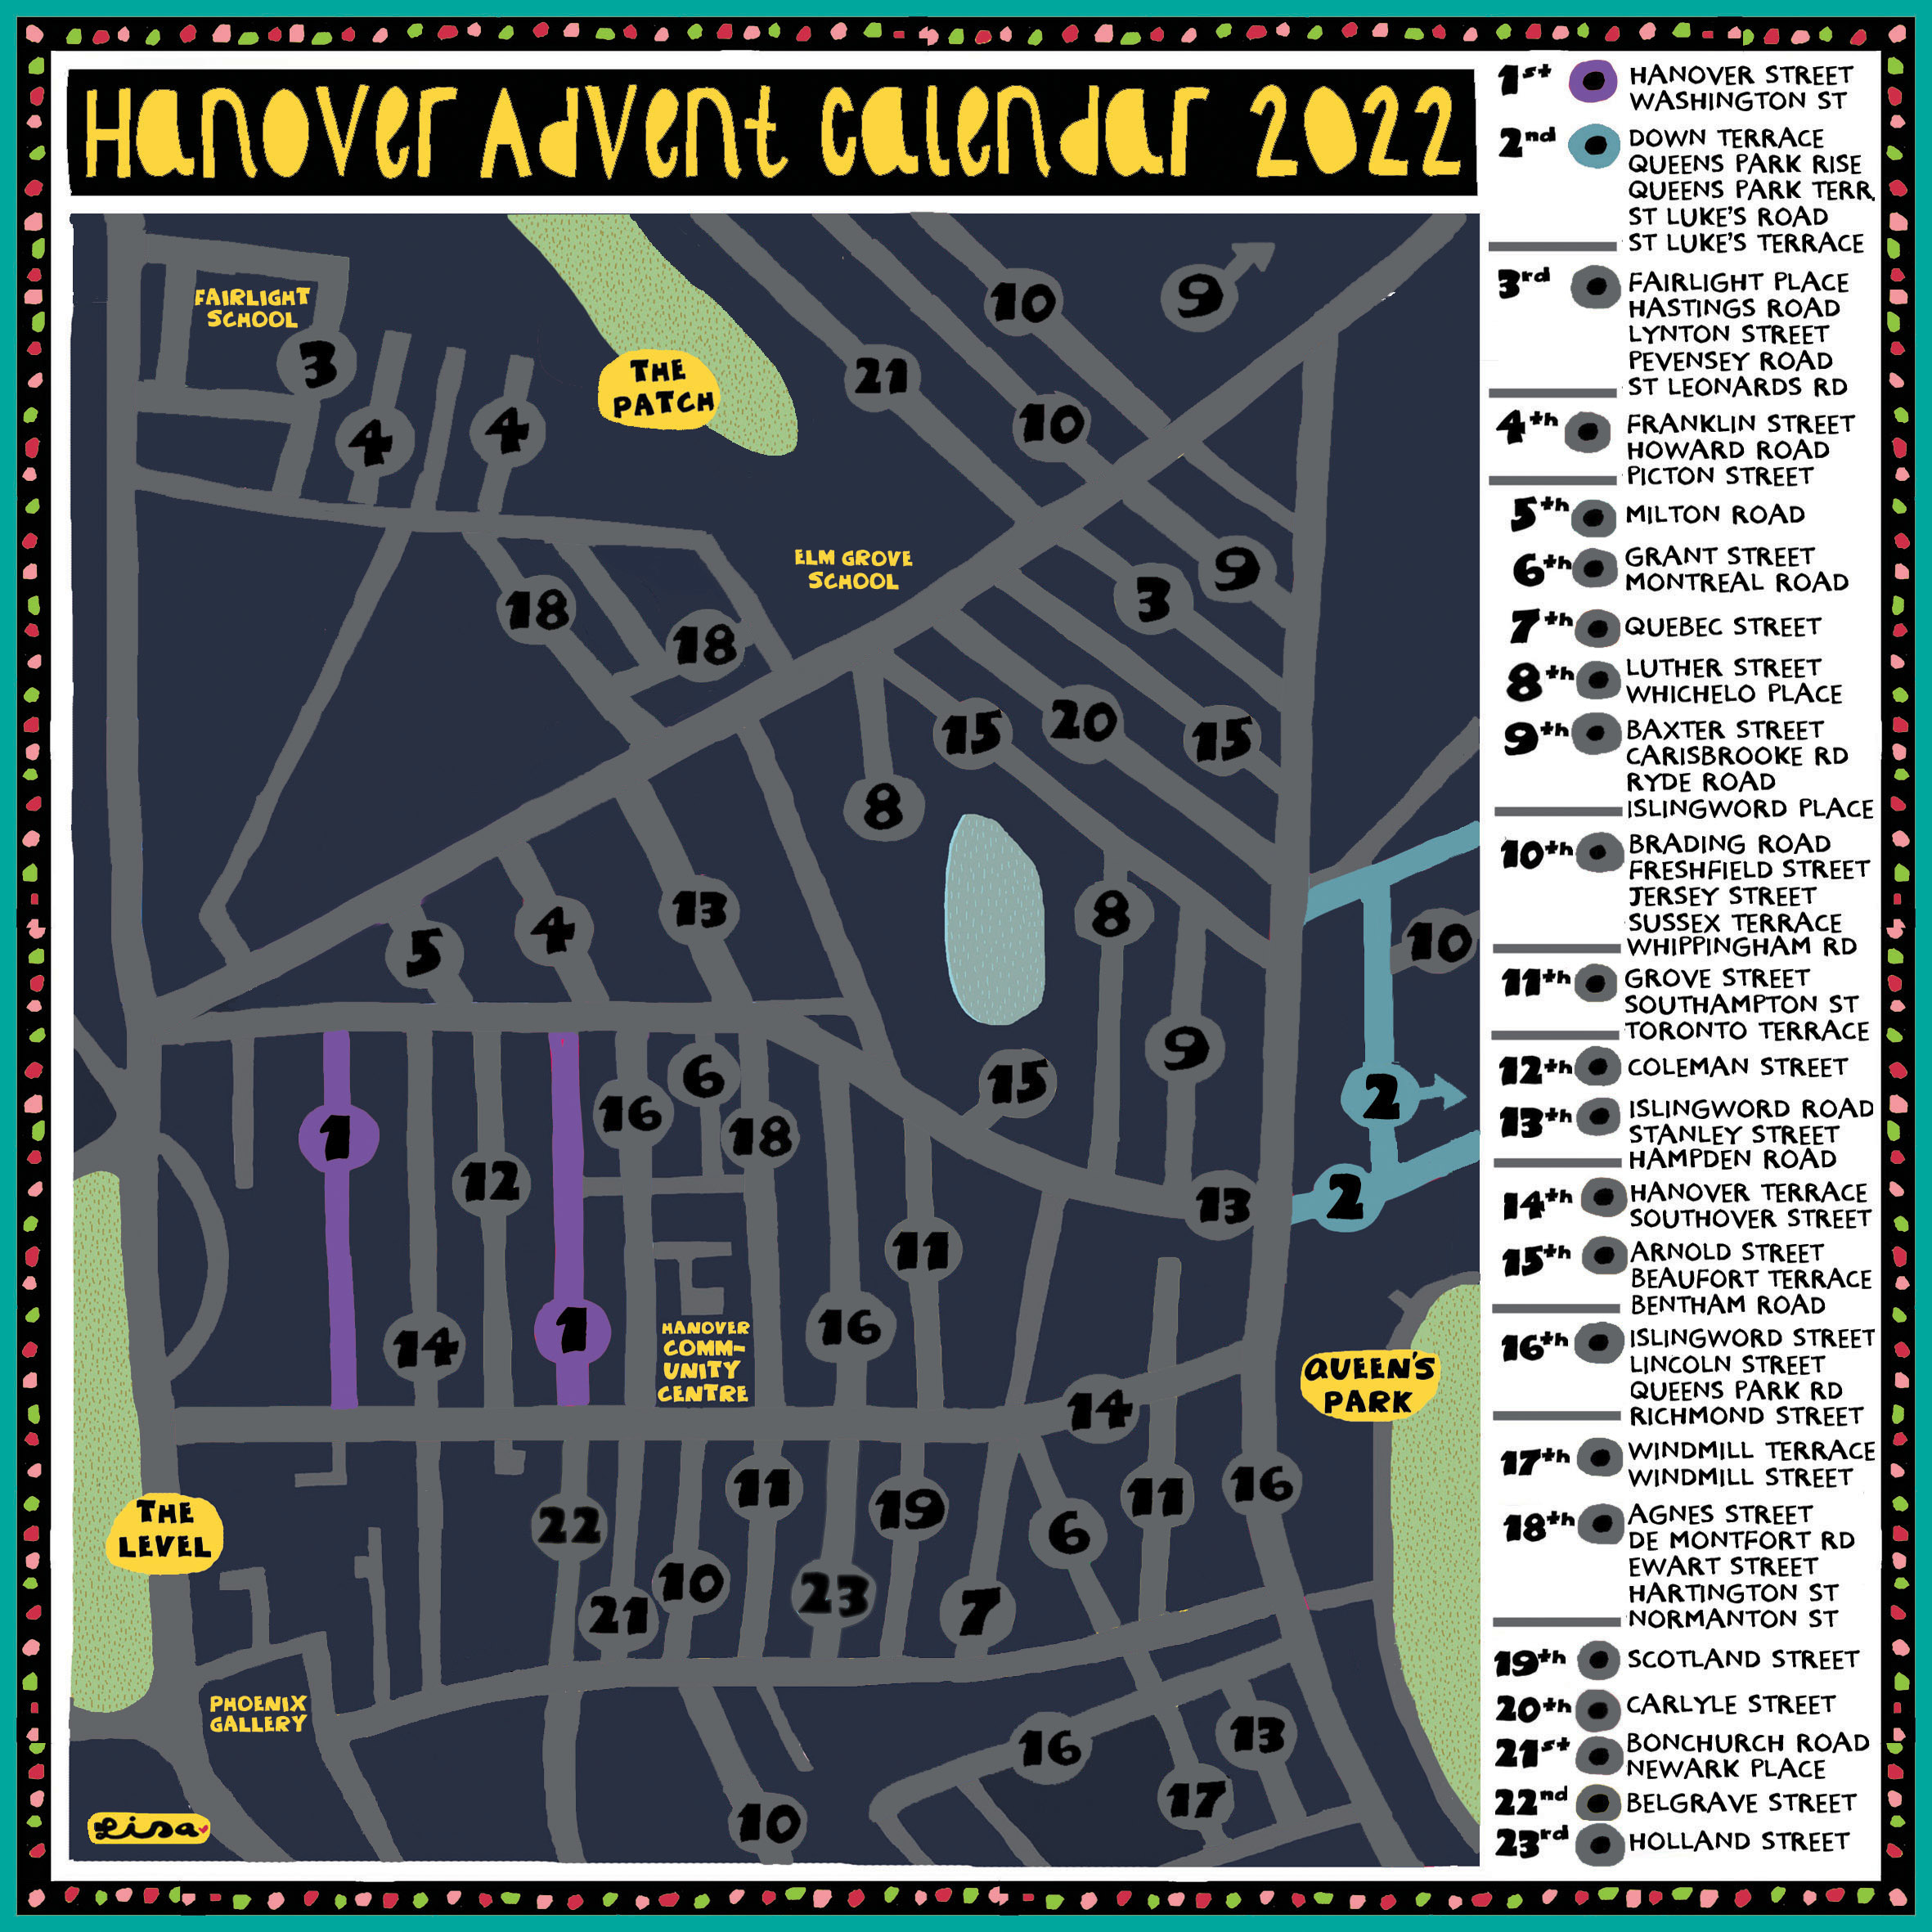 Hanover Advent Calendar 2022
1st HANOVER STREET
WASHINGTON ST
2nd DOWN TERRACE
QUEENS PARK RISE
QUEENS PARK TERR.
ST LUKE'S ROAD
ST LUKE'S TERRACE
3rd FAIRLIGHT PLACE
HASTINGS ROAD
LYNTON STREET
PEVENSEY ROAD
ST LEONARDS RD
4th FRANKLIN STREET
HOWARD ROAD
PICTON STREET
5th MILTON ROAD
6th GRANT STREET
MONTREAL ROAD
7th QUEBEC STREET
8th LUTHER STREET
WHICHELO PLACE
9th BAXTER STREET
CARISBROOKE RD
RYDE ROAD
ISLINGWORD PLACE
10th BRADING ROAD
FRESHFIELD STREET
JERSEY STREET
SUSSEX TERRACE
WHIPPINGHAM RD
11th GROVE STREET
SOUTHAMPTON ST
TORONTO TERRACE
12th COLEMAN STREET
13th ISLINGWORD ROAD
STANLEY STREET
HAMPDEN ROAD
14th HANOVER TERRACE
SOUTHOVER STREET
15th ARNOLD STREET
BEAUFORT TERRACE
BENTHAM ROAD
16th ISLINGWORD STREET
LINCOLN STREET
QUEENS PARK RD
RICHMOND STREET
17th WINDMILL TERRACE
WINDMILL STREET
18th AGNES STREET
DE MONTFORT RD
EWART STREET
HARTINGTON ST
NORMANTON ST
19th SCOTLAND STREET
20th CARLYLE STREET
21st BONCHURCH ROAD
NEWARK PLACE
22nd BELGRAVE STREET
23rd HOLLAND STREET
FAIRLIGHT
SCHOOL
3
4
4
THE
PATCH
21
10
10
9
ELM GROVE
SCHOOL
18
18
3
9
15
20
15
8
5
4
13
8
10
9
1
16
6
18
15
12
2
2
13
11
14
1
16
HANOVER
COMM-
UNITY
CENTRE
QUEEN'S
PARK
14
THE
LEVEL
22
11
19
6
11
16
21
10
23
7
PHOENIX
GALLERY
16
13
17
10
Lisa